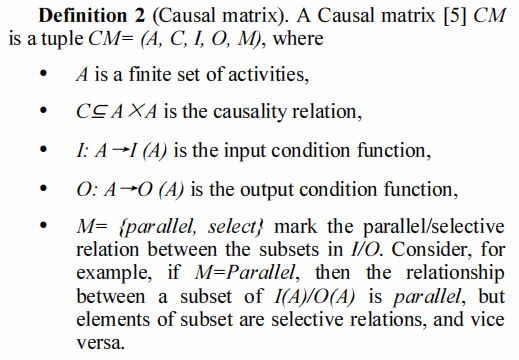 Definition 2 (Causal matrix). A Causal matrix [5] CM
is a tuple CM= (A, C, I, O, M), where
• A is a finite set of activities,
• C⊆A×A is the causality relation,
• I: A→I (A) is the input condition function,
• O: A→O (A) is the output condition function,
• M= {parallel, select} mark the parallel/selective
relation between the subsets in I/O. Consider, for
example, if M=Parallel, then the relationship
between a subset of I(A)/O(A) is parallel, but
elements of subset are selective relations, and vice
versa.